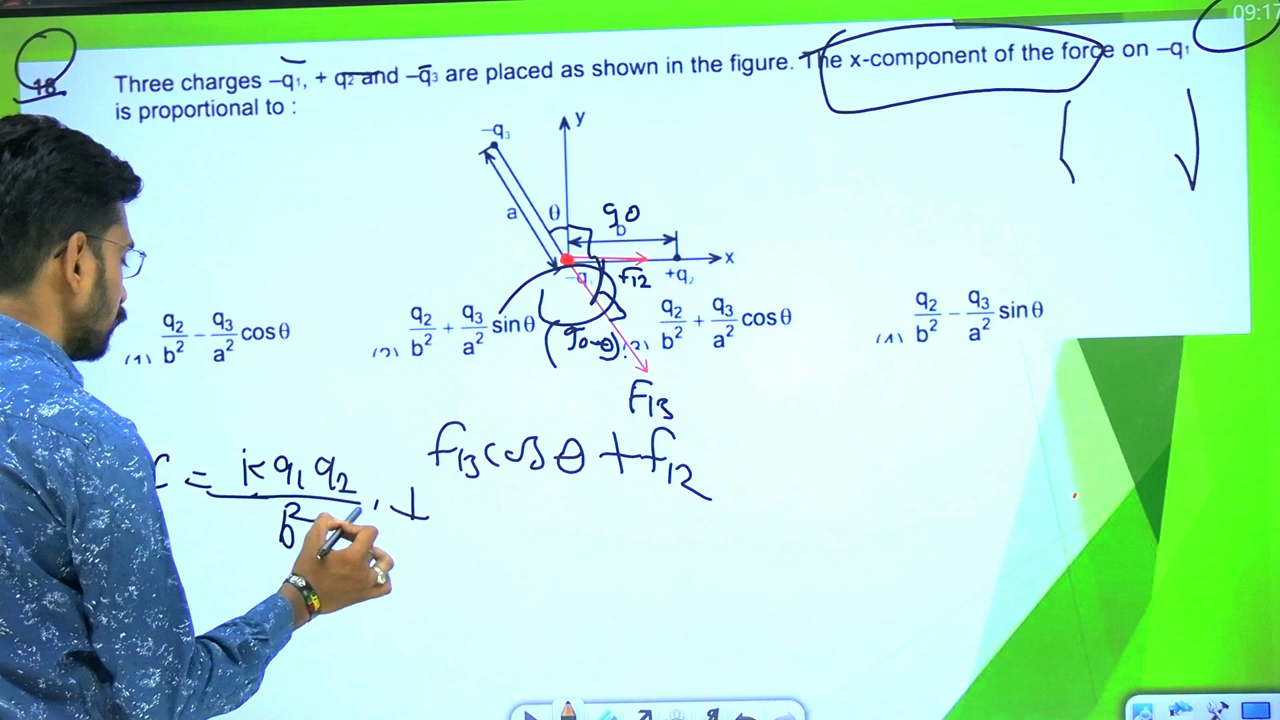 09:17
18 Three charges –q₁, + q₂ and –q₃ are placed as shown in the figure. The x-component of the force on –q₁
is proportional to :
–q₃
y
a θ 90
b
x
–q₁ F12 +q₂
(1) q₂/b² – q₃/a² cosθ (2) q₂/b² + q₃/a² sinθ (3) q₂/b² + q₃/a² cosθ (4) q₂/b² – q₃/a² sinθ
(90-θ)
F13
f13 cosθ + f12
= k q₁ q₂ / b²